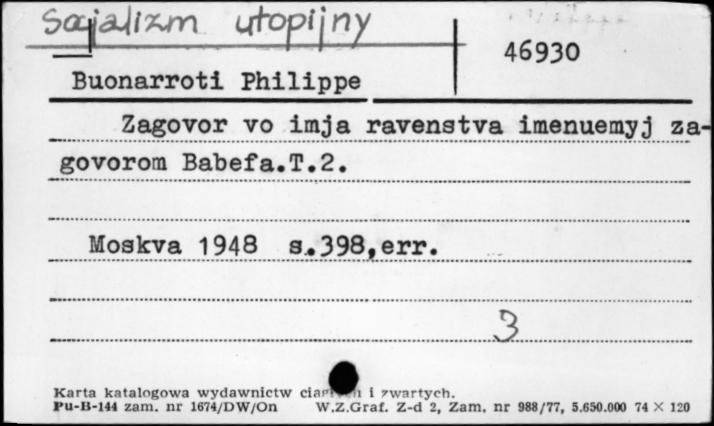 Socjalizm utopijny
46930
Buonarroti Philippe
Zagovor vo imja ravenstva imenuemyj za-
govorom Babefa.T.2.
Moskva 1948 s.398,err.
3
Karta katalogowa wydawnictw i zwartych.
Pu-B-144 zam. nr 1674/DW/On W.Z.Graf. Z-d 2, Zam. nr 988/77, 5.650.000 74 × 120